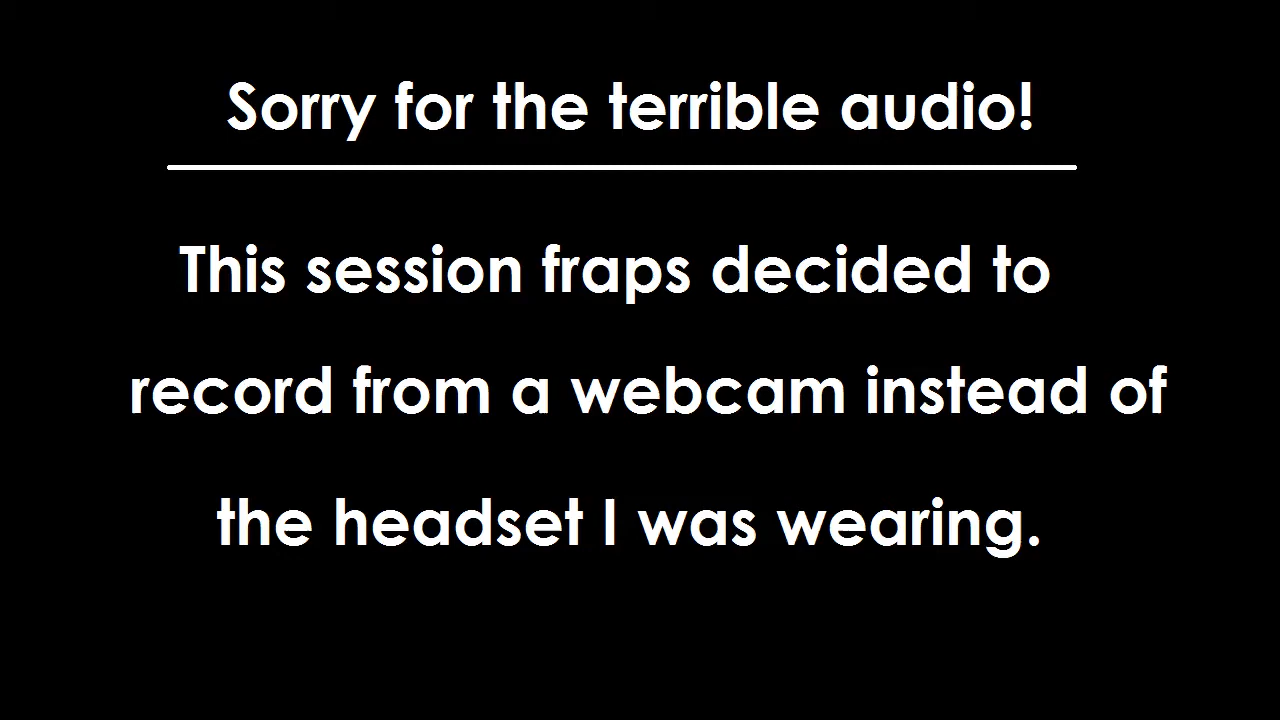 Sorry for the terrible audio!
This session fraps decided to
record from a webcam instead of
the headset I was wearing.